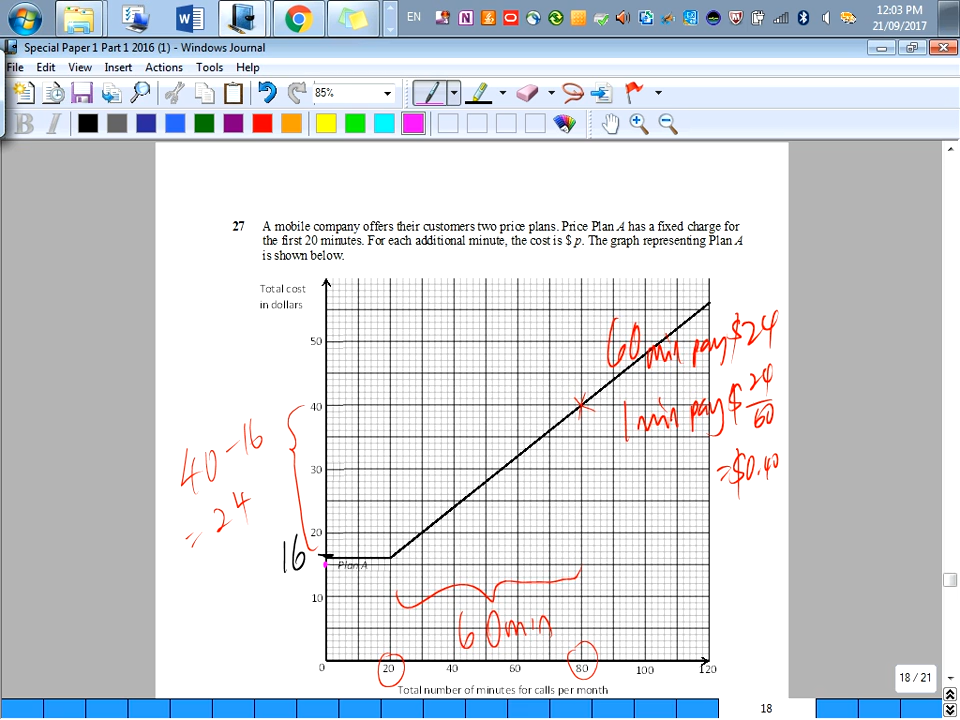 EN
12:03 PM
21/09/2017
Special Paper 1 Part 1 2016 (1) - Windows Journal
File Edit View Insert Actions Tools Help
85%
B I
27 A mobile company offers their customers two price plans. Price Plan A has a fixed charge for
the first 20 minutes. For each additional minute, the cost is $ p. The graph representing Plan A
is shown below.
Total cost
in dollars
50
40
30
20
10
0
20
40
60
80
100
120
Plan A
Total number of minutes for calls per month
60 min pay $24
1 min pay $ 24/60
= $0.40
40 - 16
= 24
16
60min
18 / 21
18